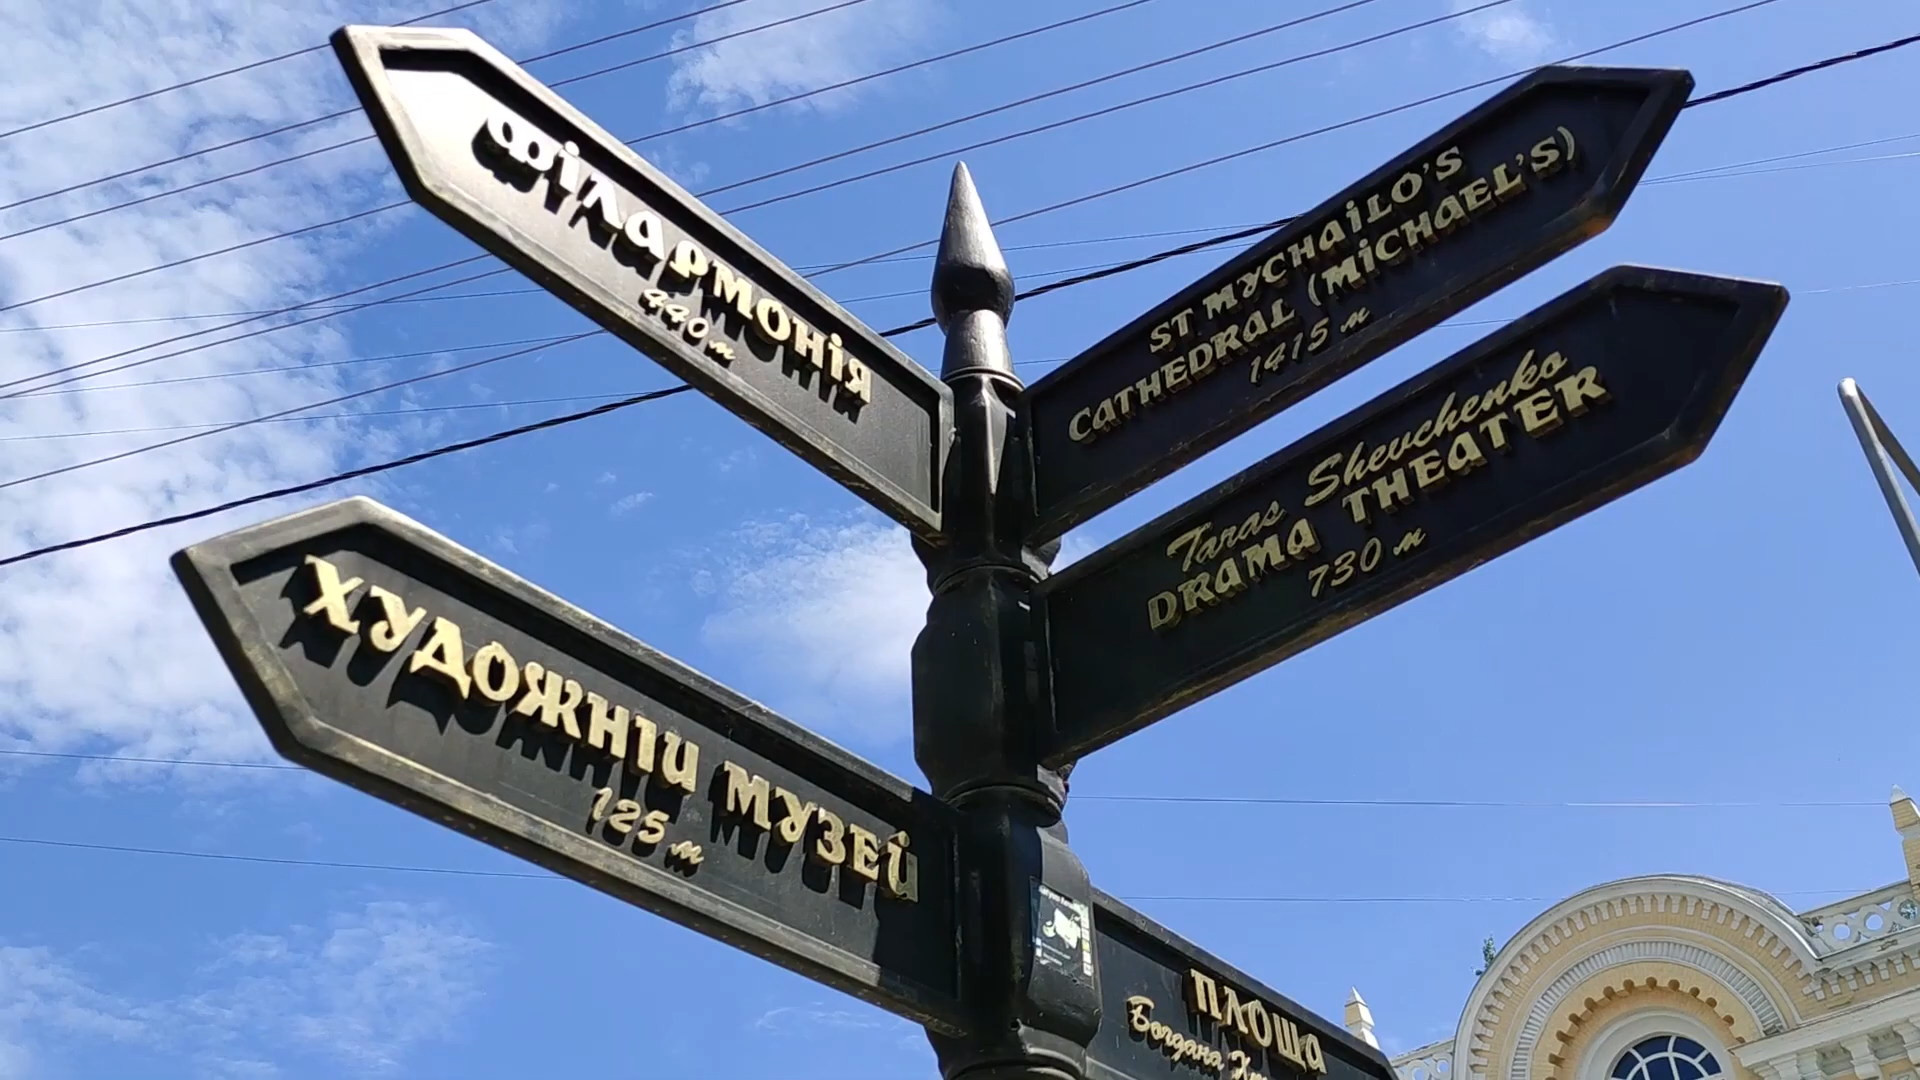 ФІЛАРМОНІЯ
440 м
ST MYCHAILO'S
CATHEDRAL (MICHAEL'S)
1415 м
Taras Shevchenko
DRAMA THEATER
730 м
ХУДОЖНІЙ МУЗЕЙ
125 м
ПЛОЩА
Богдана